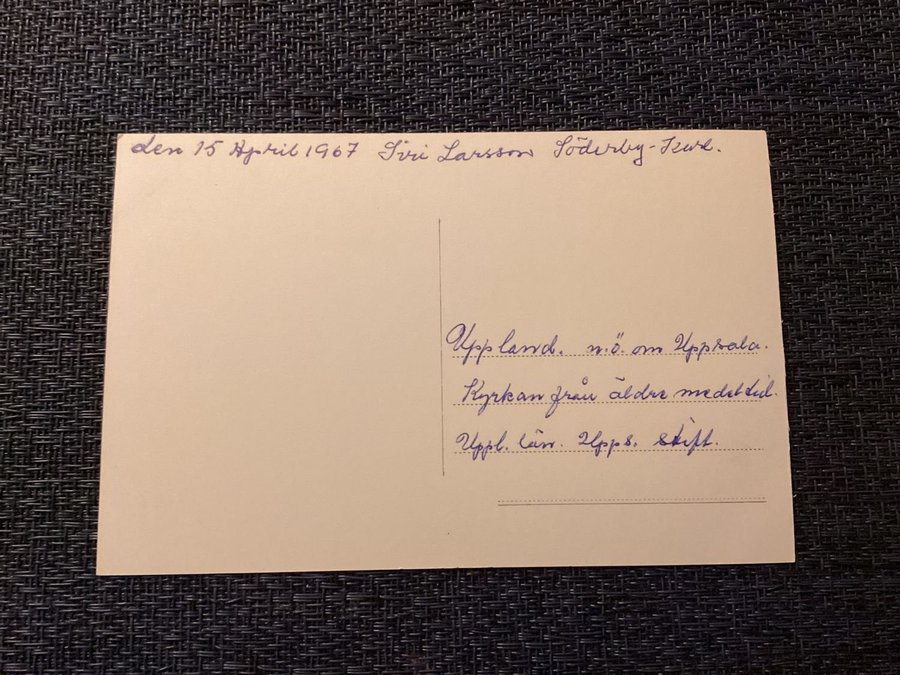 den 15 April 1967 Siri Larsson Söderby-Karl.
Uppland. n.ö. om Uppsala.
Kyrkan från äldre medeltid.
Uppl. län. Upps. stift.